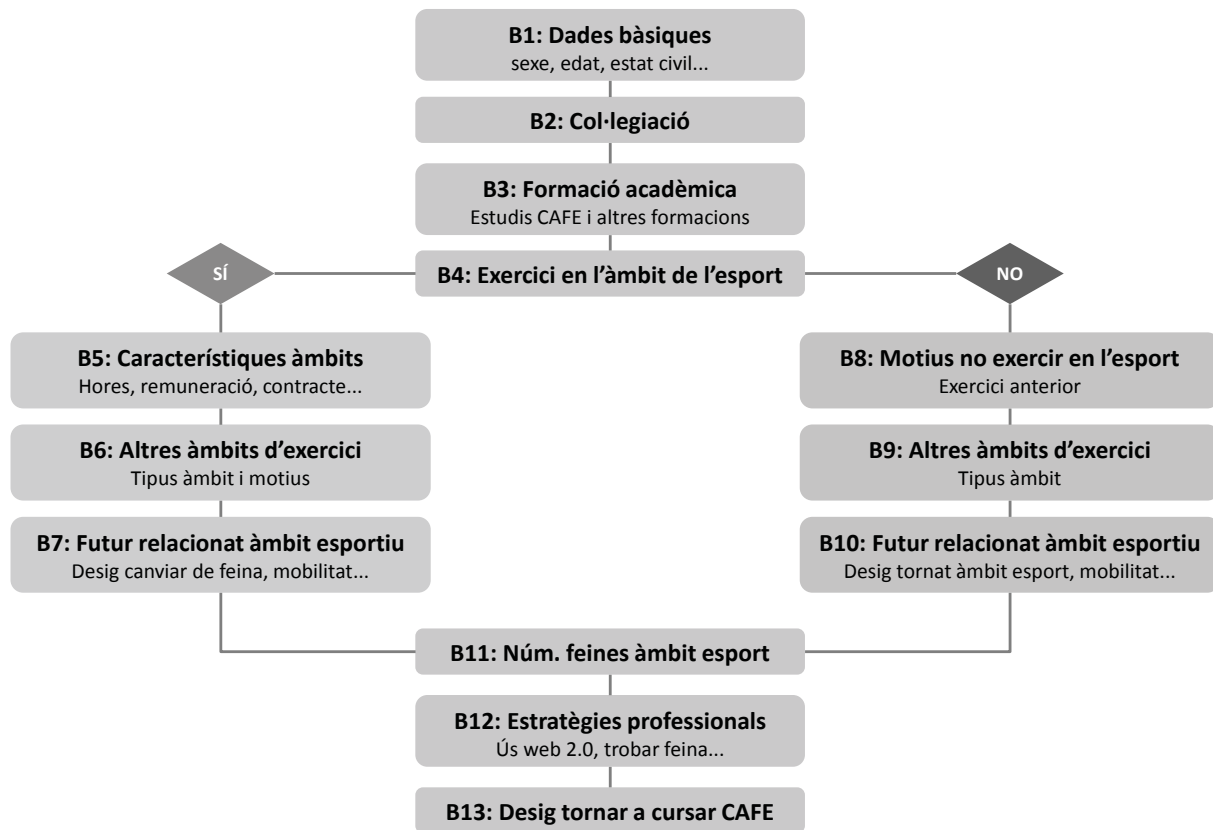 B1: Dades bàsiques
sexe, edat, estat civil...
B2: Col·legiació
B3: Formació acadèmica
Estudis CAFE i altres formacions
B4: Exercici en l’àmbit de l’esport
SÍ
NO
B5: Característiques àmbits
Hores, remuneració, contracte...
B6: Altres àmbits d’exercici
Tipus àmbit i motius
B7: Futur relacionat àmbit esportiu
Desig canviar de feina, mobilitat...
B8: Motius no exercir en l’esport
Exercici anterior
B9: Altres àmbits d’exercici
Tipus àmbit
B10: Futur relacionat àmbit esportiu
Desig tornat àmbit esport, mobilitat...
B11: Núm. feines àmbit esport
B12: Estratègies professionals
Ús web 2.0, trobar feina...
B13: Desig tornar a cursar CAFE